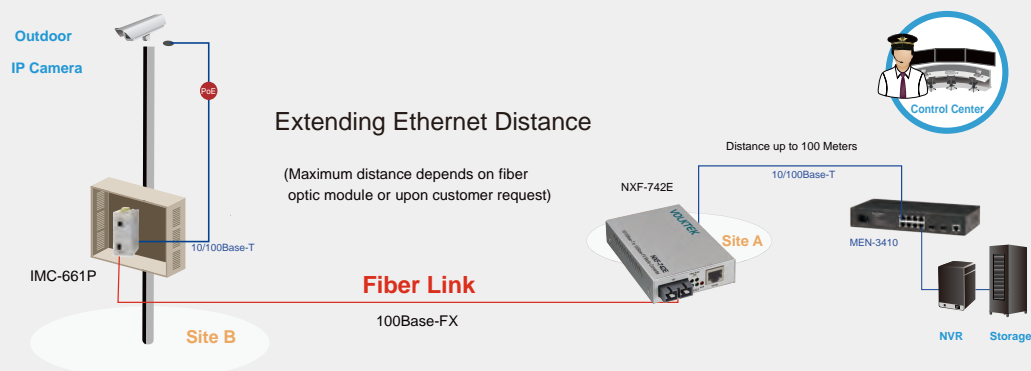 Outdoor
IP Camera
PoE
Extending Ethernet Distance
(Maximum distance depends on fiber
optic module or upon customer request)
10/100Base-T
IMC-661P
Fiber Link
100Base-FX
Site B
NXF-742E
VOLKTEK
NXF-742E
Site A
Distance up to 100 Meters
10/100Base-T
Control Center
MEN-3410
NVR
Storage